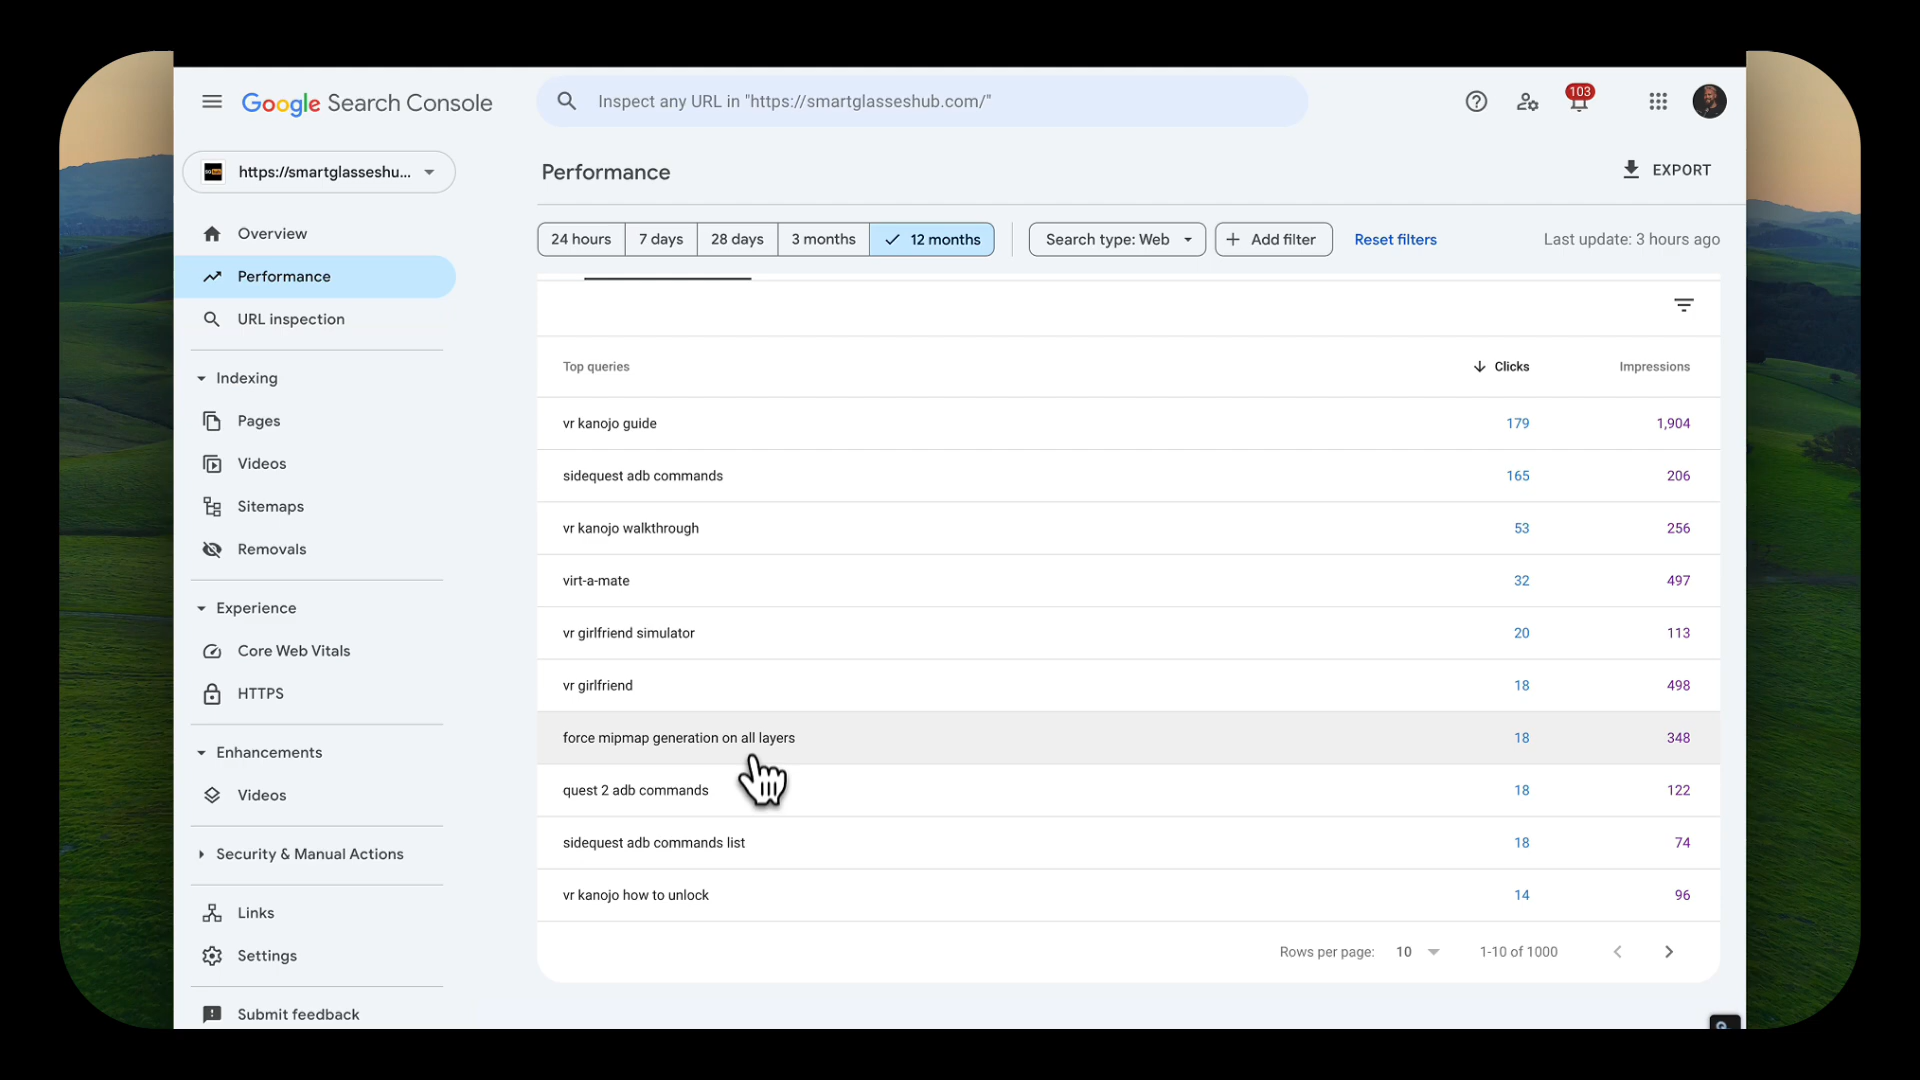 Google Search Console
Inspect any URL in "https://smartglasseshub.com/"
103
https://smartglasseshu...
Performance
EXPORT
24 hours
7 days
28 days
3 months
12 months
Search type: Web
Add filter
Reset filters
Last update: 3 hours ago
Overview
Performance
URL inspection
Indexing
Pages
Videos
Sitemaps
Removals
Experience
Core Web Vitals
HTTPS
Enhancements
Videos
Security & Manual Actions
Links
Settings
Submit feedback
Top queries Clicks Impressions
vr kanojo guide 179 1,904
sidequest adb commands 165 206
vr kanojo walkthrough 53 256
virt-a-mate 32 497
vr girlfriend simulator 20 113
vr girlfriend 18 498
force mipmap generation on all layers 18 348
quest 2 adb commands 18 122
sidequest adb commands list 18 74
vr kanojo how to unlock 14 96
Rows per page: 10 1-10 of 1000